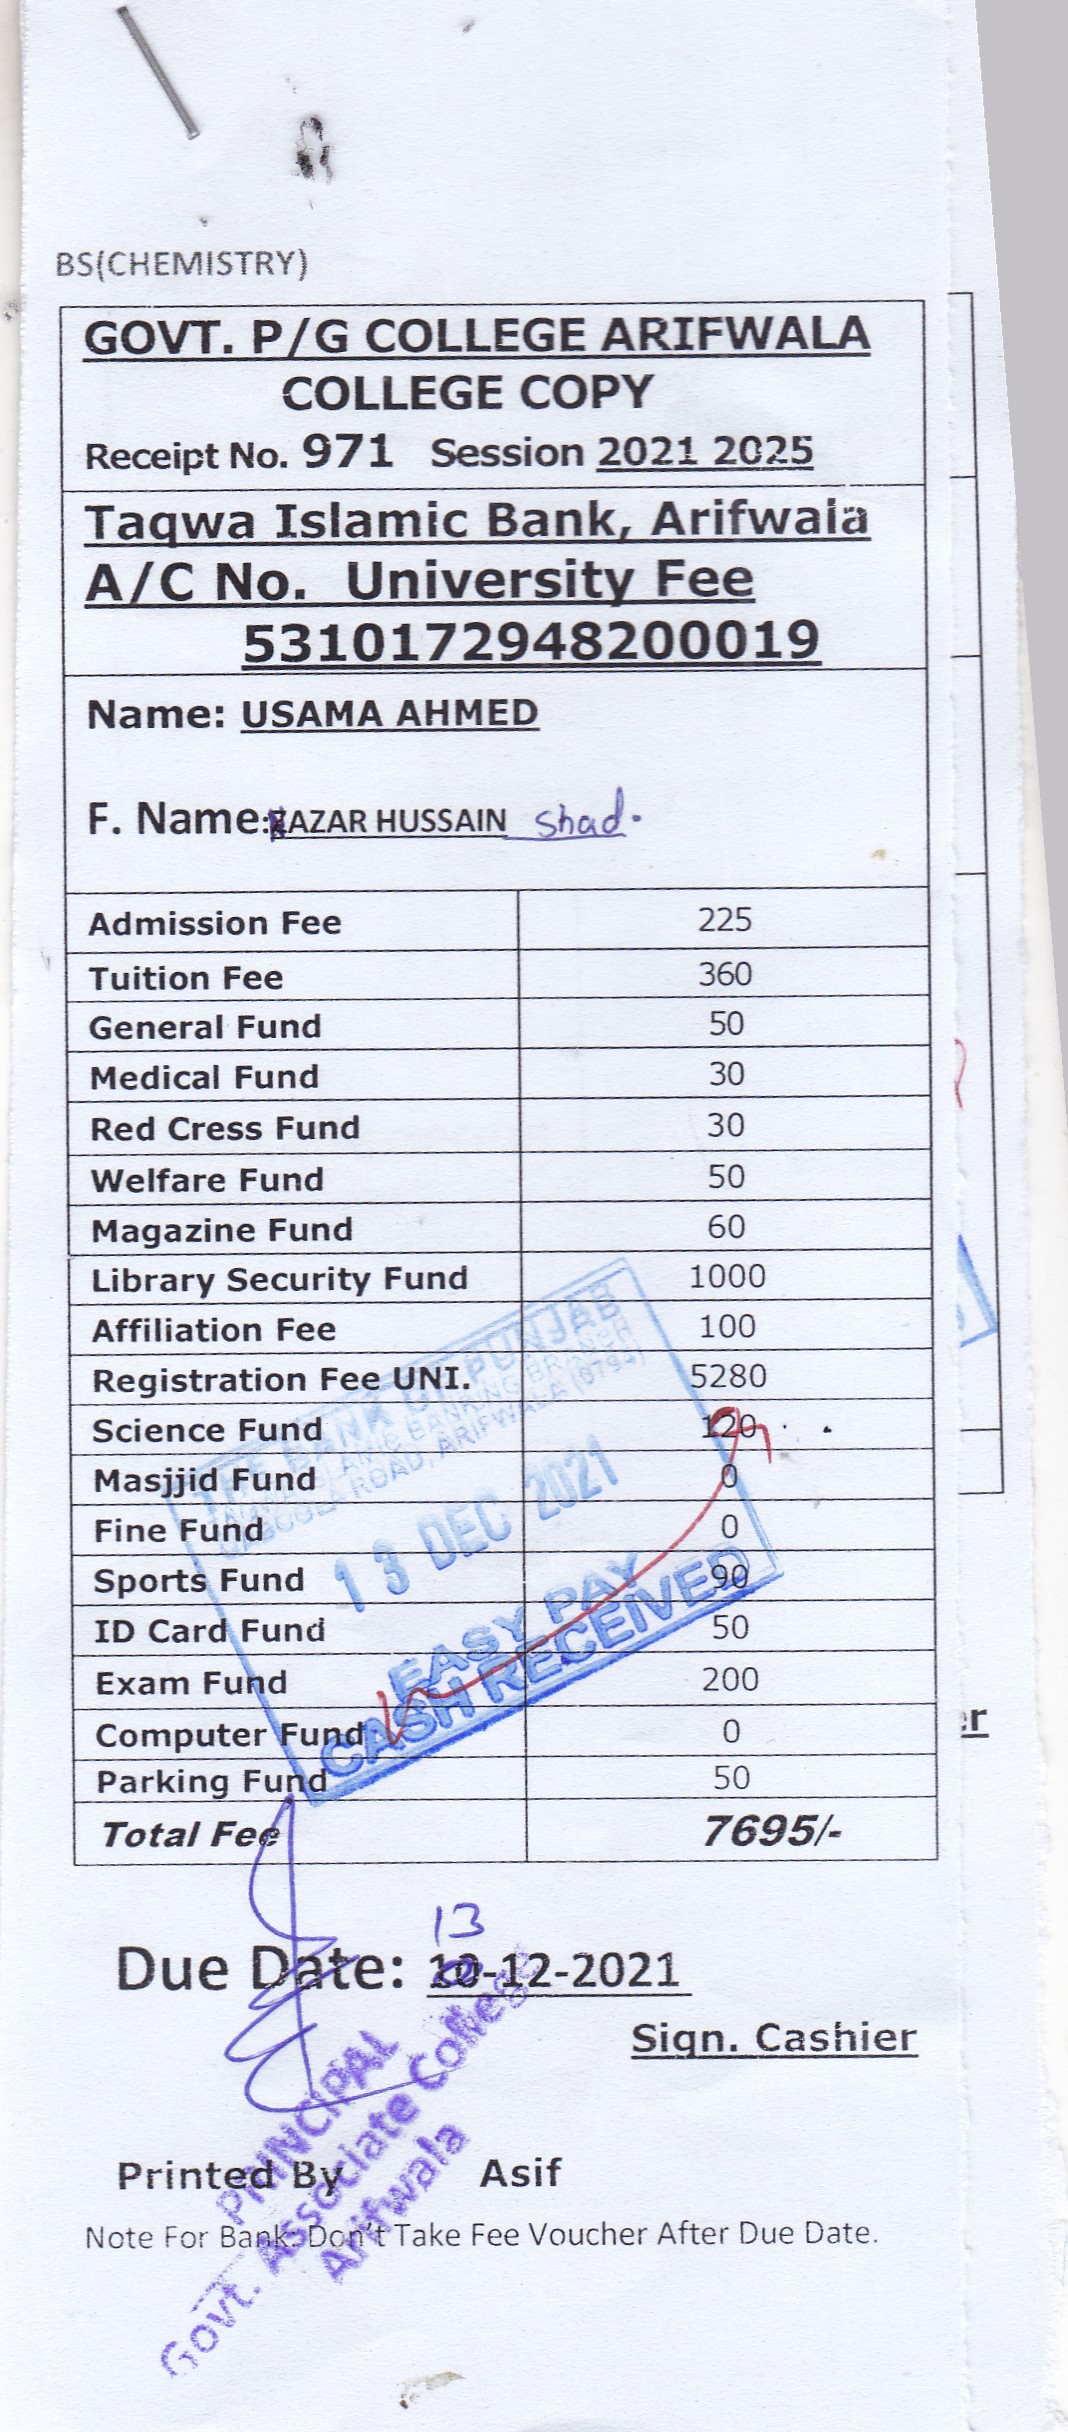 BS(CHEMISTRY)
GOVT. P/G COLLEGE ARIFWALA
COLLEGE COPY
Receipt No. 971 Session 2021 2025
Taqwa Islamic Bank, Arifwala
A/C No. University Fee
5310172948200019
Name: USAMA AHMED
F. Name: AZAR HUSSAIN Shad.
Admission Fee 225
Tuition Fee 360
General Fund 50
Medical Fund 30
Red Cress Fund 30
Welfare Fund 50
Magazine Fund 60
Library Security Fund 1000
Affiliation Fee 100
Registration Fee UNI. 5280
Science Fund 120
Masjjid Fund 0
Fine Fund 0
Sports Fund 90
ID Card Fund 50
Exam Fund 200
Computer Fund 0
Parking Fund 50
Total Fee 7695/-
THE BANK OF PUNJAB
ISLAMIC BANKING BRANCH
ROAD, ARIFWALA (0794)
13 DEC 2021
EASY PAY
CASH RECEIVED
13
Due Date: 10-12-2021
Sign. Cashier
PRINCIPAL
Govt. Associate College
Arifwala
Printed By Asif
Note For Bank: Don't Take Fee Voucher After Due Date.